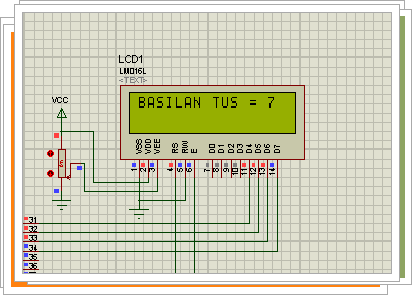 LCD1
LM016L
<TEXT>
VCC
BASILAN TUS = 7
VSS VDD VEE RS RW E D0 D1 D2 D3 D4 D5 D6 D7
1 2 3 4 5 6 7 8 9 10 11 12 13 14
31
32
33
34
35
36